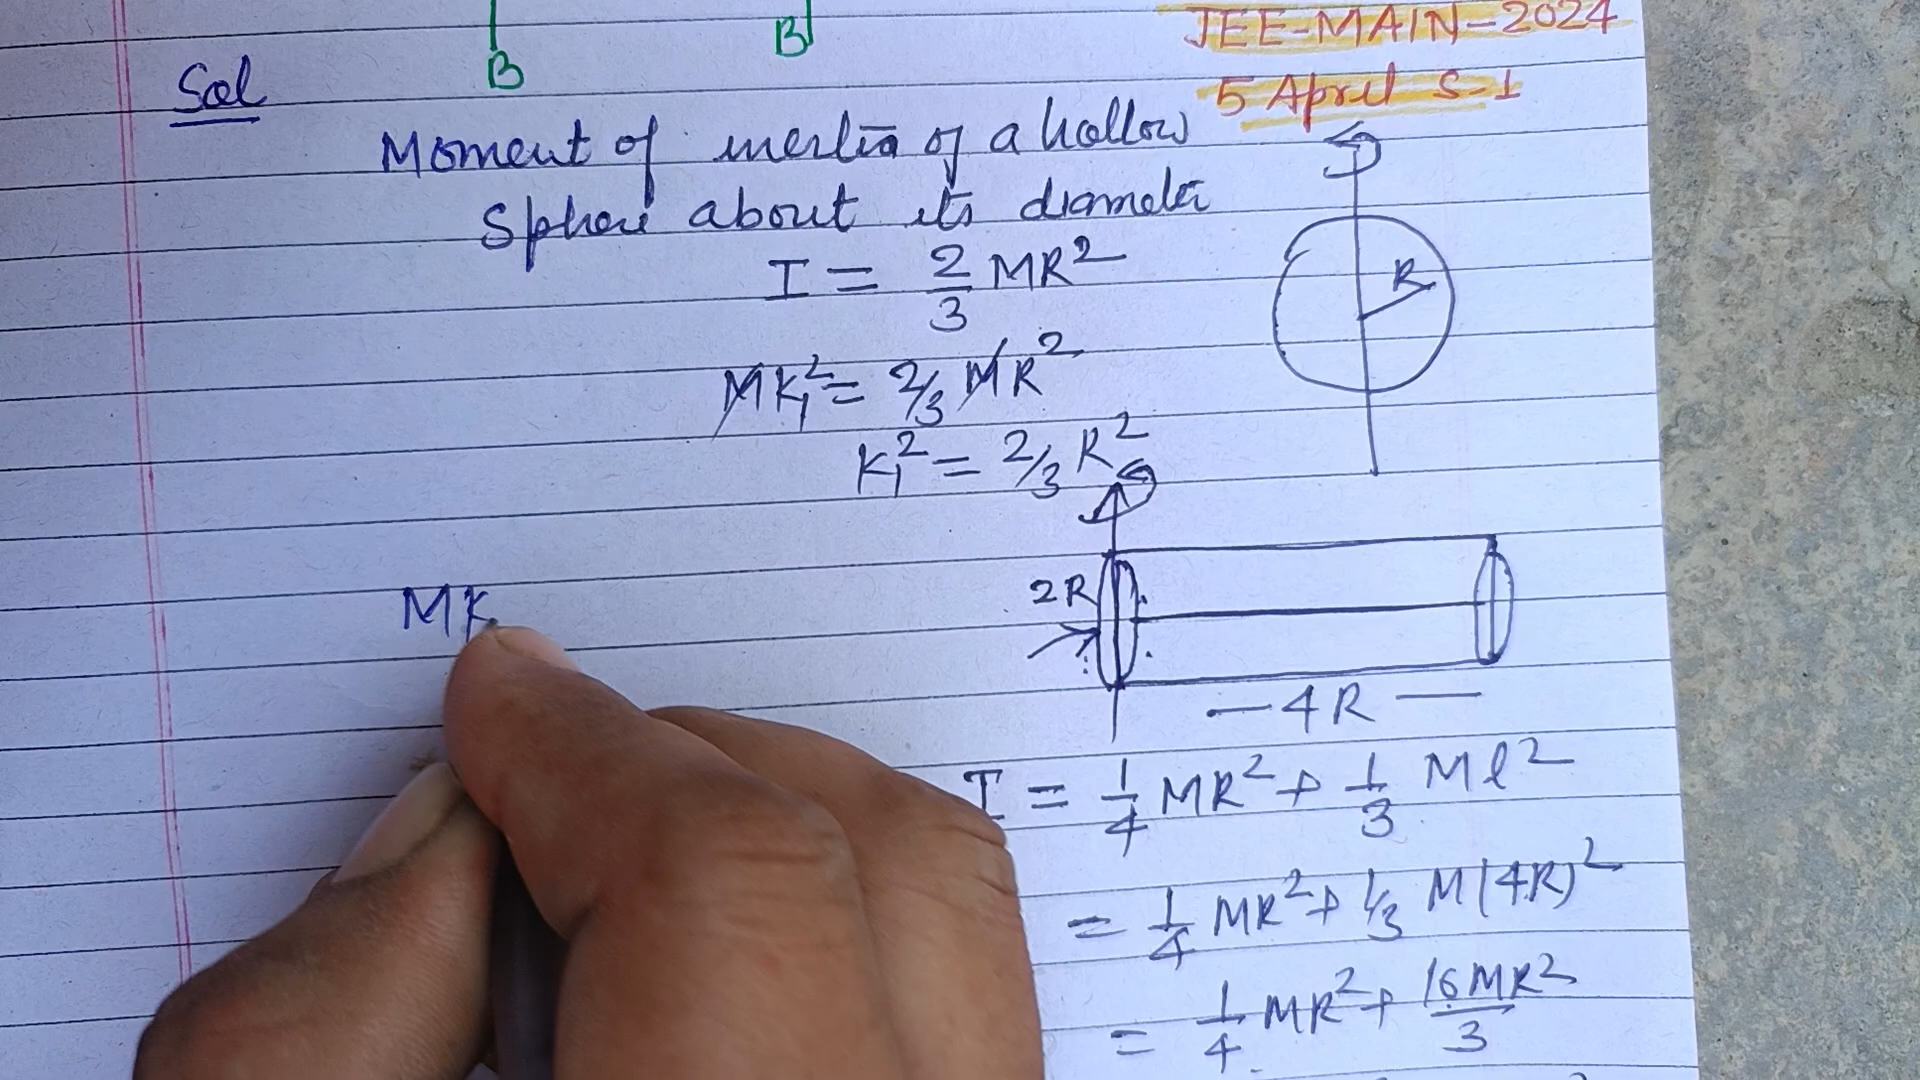 B
B
JEE-MAIN-2024
5 April S-1
Sol
Moment of inertia of a hollow
Sphere about its diameter
I = 2/3 MR²
R
MK₁² = 2/3 MR²
K₁² = 2/3 R²
2R
MK
4R
I = 1/4 MR² + 1/3 Ml²
= 1/4 MR² + 1/3 M(4R)²
= 1/4 MR² + 16MR²/3